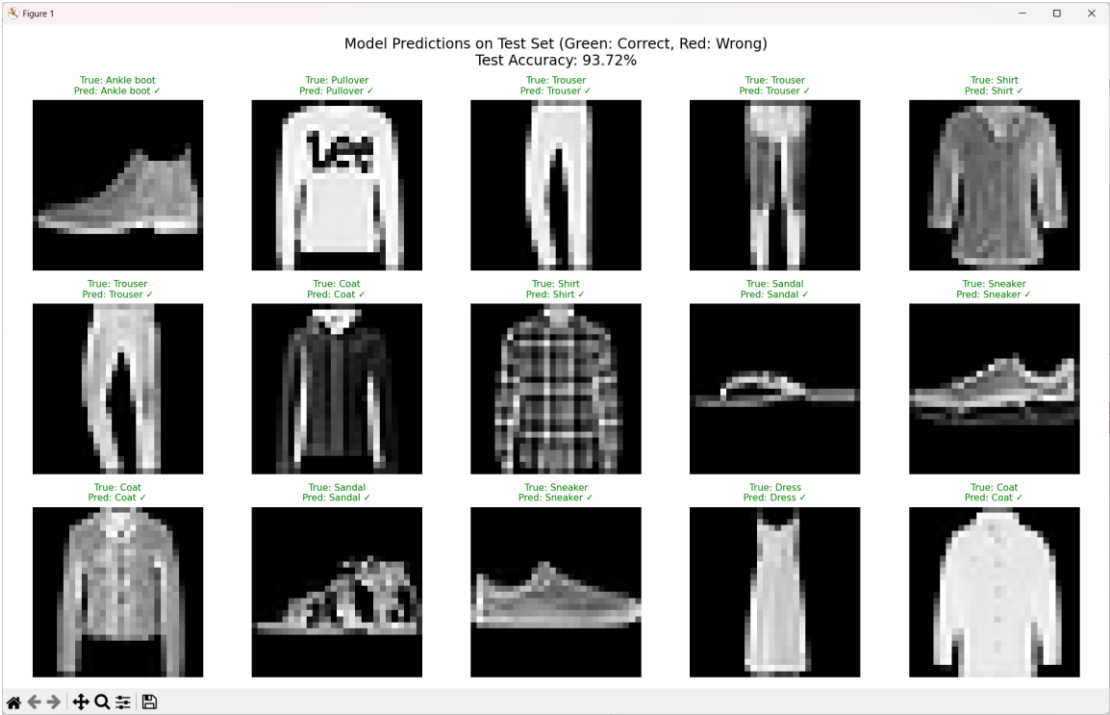 Figure 1
Model Predictions on Test Set (Green: Correct, Red: Wrong)
Test Accuracy: 93.72%
True: Ankle boot
Pred: Ankle boot ✓
True: Pullover
Pred: Pullover ✓
True: Trouser
Pred: Trouser ✓
True: Trouser
Pred: Trouser ✓
True: Shirt
Pred: Shirt ✓
Lee
True: Trouser
Pred: Trouser ✓
True: Coat
Pred: Coat ✓
True: Shirt
Pred: Shirt ✓
True: Sandal
Pred: Sandal ✓
True: Sneaker
Pred: Sneaker ✓
True: Coat
Pred: Coat ✓
True: Sandal
Pred: Sandal ✓
True: Sneaker
Pred: Sneaker ✓
True: Dress
Pred: Dress ✓
True: Coat
Pred: Coat ✓